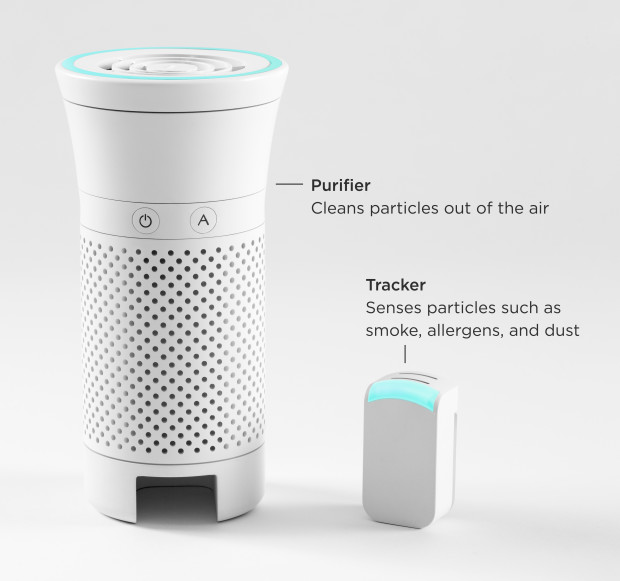 Purifier
Cleans particles out of the air
A
Tracker
Senses particles such as
smoke, allergens, and dust